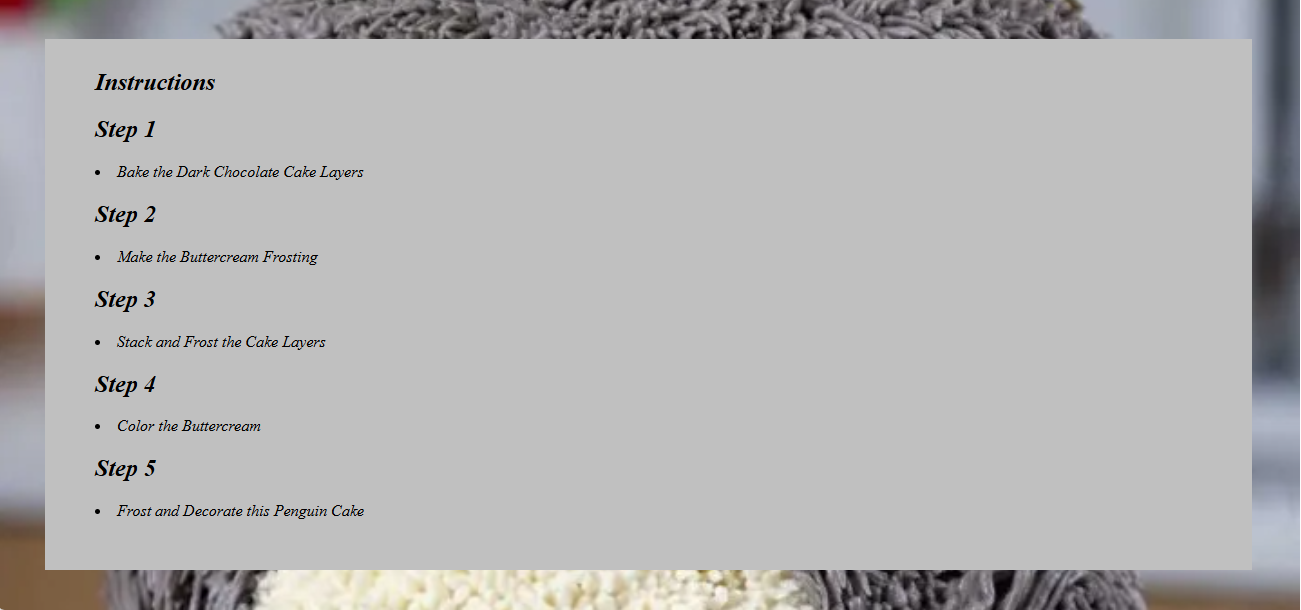 Instructions
Step 1
• Bake the Dark Chocolate Cake Layers
Step 2
• Make the Buttercream Frosting
Step 3
• Stack and Frost the Cake Layers
Step 4
• Color the Buttercream
Step 5
• Frost and Decorate this Penguin Cake